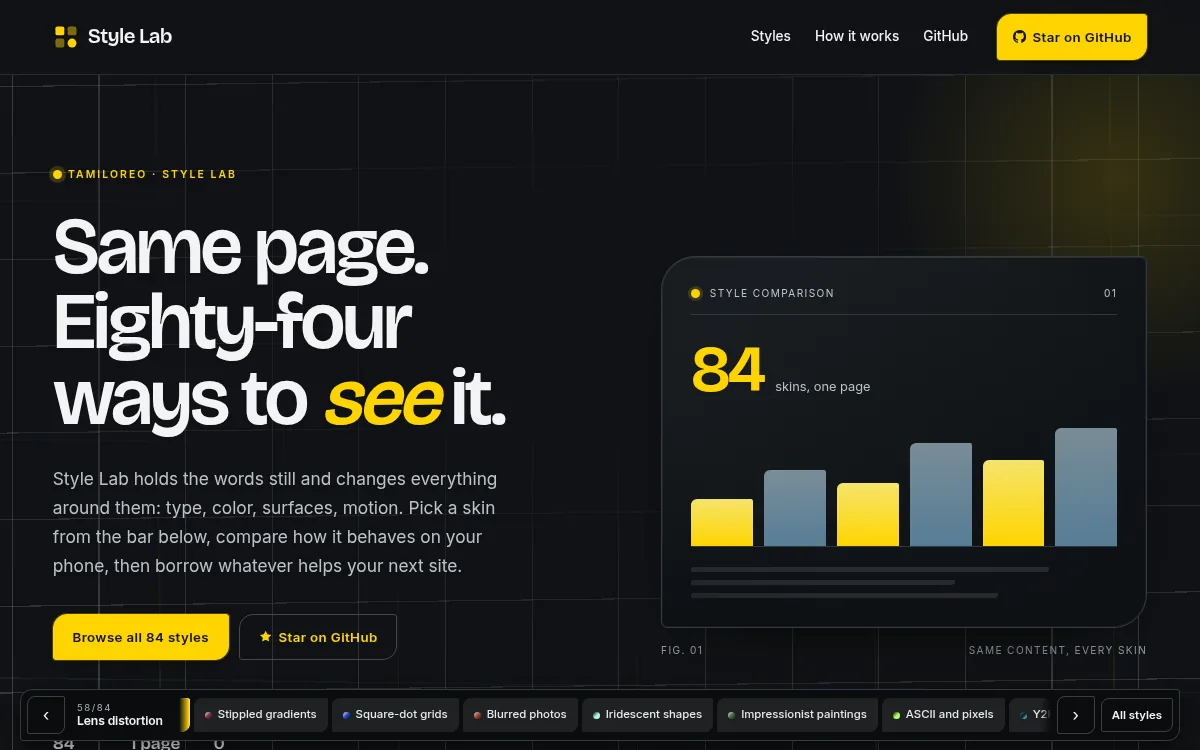 Style Lab
Styles
How it works
GitHub
Star on GitHub
TAMILOREO · STYLE LAB
Same page.
Eighty-four
ways to see it.
Style Lab holds the words still and changes everything
around them: type, color, surfaces, motion. Pick a skin
from the bar below, compare how it behaves on your
phone, then borrow whatever helps your next site.
Browse all 84 styles
Star on GitHub
STYLE COMPARISON
01
84 skins, one page
FIG. 01
SAME CONTENT, EVERY SKIN
58/84
Lens distortion
Stippled gradients
Square-dot grids
Blurred photos
Iridescent shapes
Impressionist paintings
ASCII and pixels
All styles
84
1 page
0